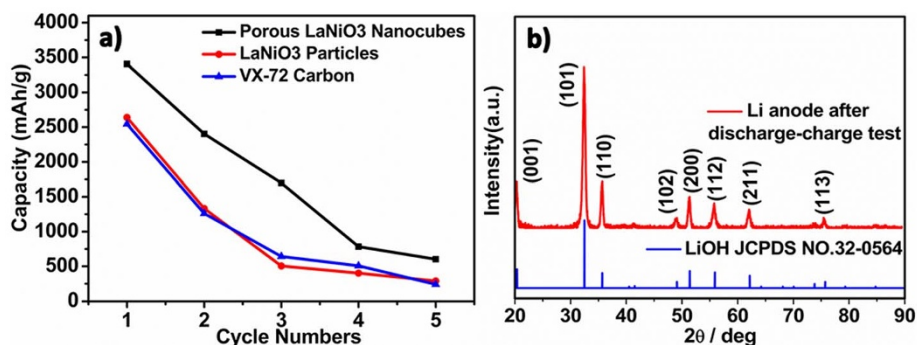 a)
Porous LaNiO3 Nanocubes
LaNiO3 Particles
VX-72 Carbon
Capacity (mAh/g)
4000
3500
3000
2500
2000
1500
1000
500
0
1 2 3 4 5
Cycle Numbers
b)
(001)
(101)
(110)
(102)
(200)
(112)
(211)
(113)
Li anode after
discharge-charge test
LiOH JCPDS NO.32-0564
Intensity(a.u.)
20 30 40 50 60 70 80 90
2θ / deg